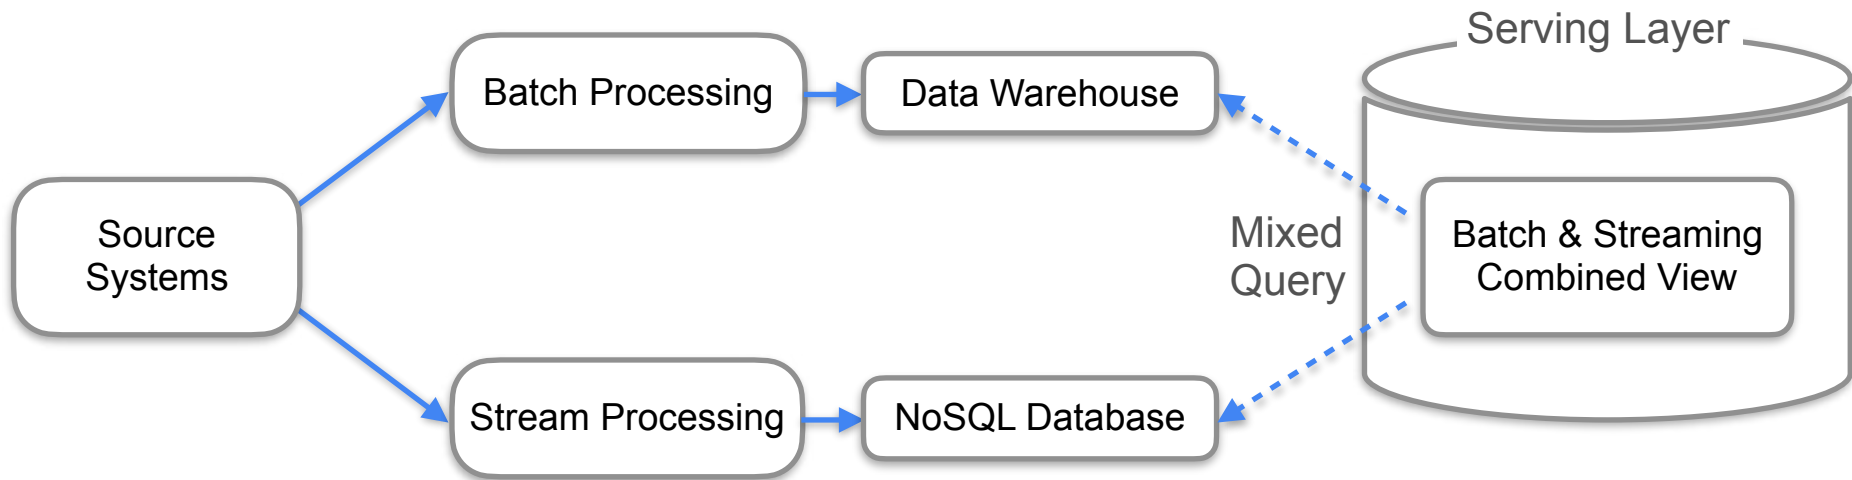 Serving Layer
Batch Processing
Data Warehouse
Source
Systems
Mixed
Query
Batch & Streaming
Combined View
Stream Processing
NoSQL Database